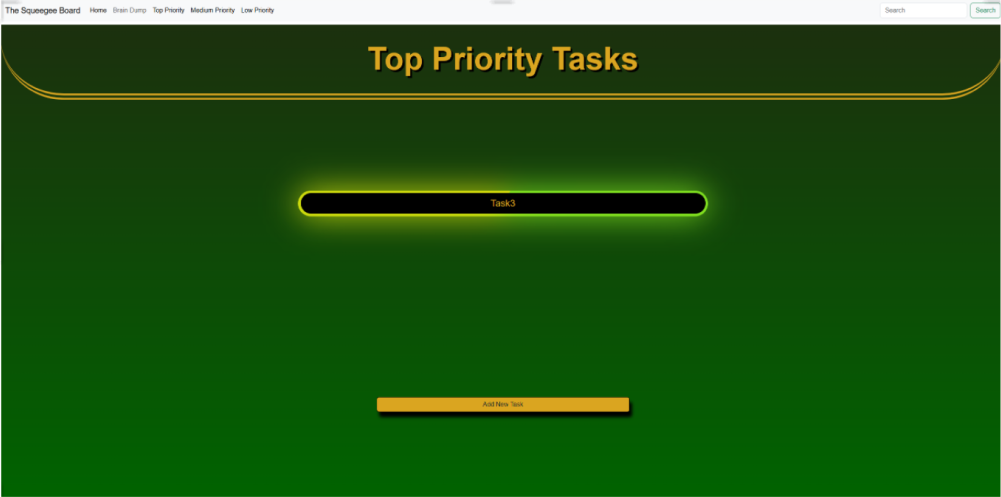 The Squeegee Board Home Brain Dump Top Priority Medium Priority Low Priority Search Search
Top Priority Tasks
Task3
Add New Task